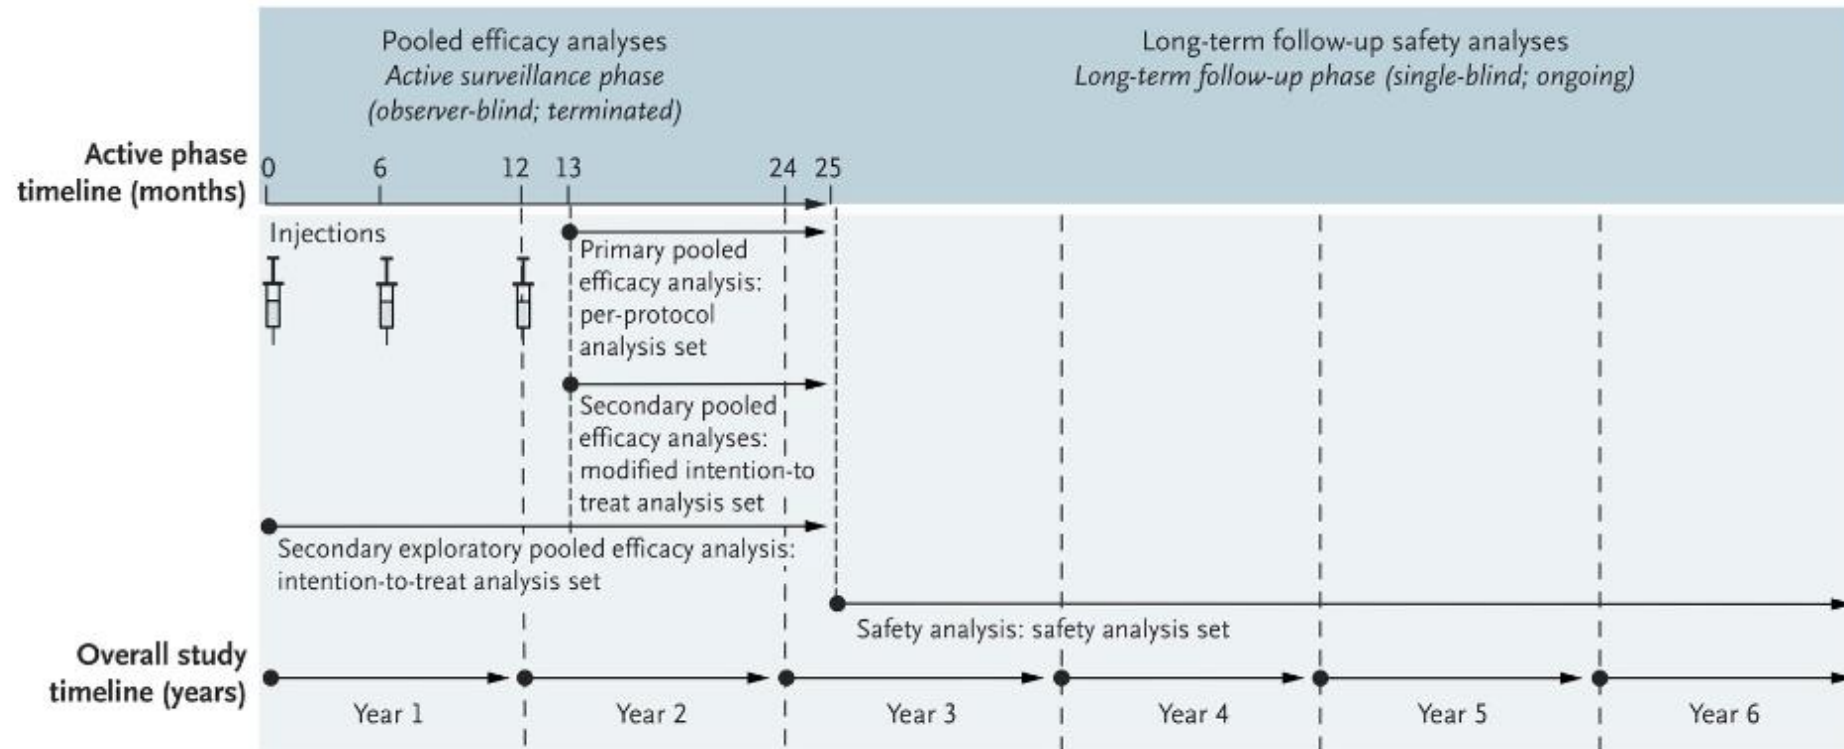 Pooled efficacy analyses
Active surveillance phase
(observer-blind; terminated)
Long-term follow-up safety analyses
Long-term follow-up phase (single-blind; ongoing)
Active phase
timeline (months)
0 6 12 13 24 25
Injections
Primary pooled
efficacy analysis:
per-protocol
analysis set
Secondary pooled
efficacy analyses:
modified intention-to
treat analysis set
Secondary exploratory pooled efficacy analysis:
intention-to-treat analysis set
Safety analysis: safety analysis set
Overall study
timeline (years)
Year 1 Year 2 Year 3 Year 4 Year 5 Year 6